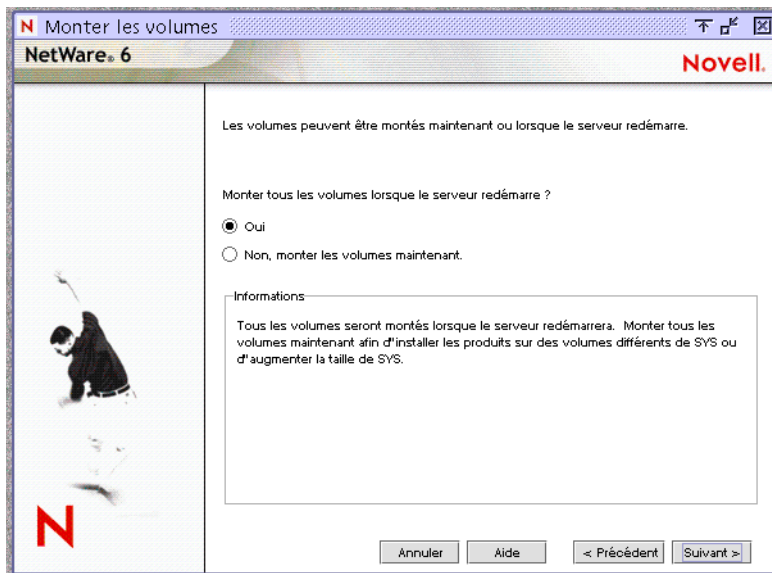 N Monter les volumes
NetWare® 6
Novell.
Les volumes peuvent être montés maintenant ou lorsque le serveur redémarre.
Monter tous les volumes lorsque le serveur redémarre ?
Oui
Non, monter les volumes maintenant.
Informations
Tous les volumes seront montés lorsque le serveur redémarrera. Monter tous les
volumes maintenant afin d''installer les produits sur des volumes différents de SYS ou
d''augmenter la taille de SYS.
N
Annuler
Aide
< Précédent
Suivant >